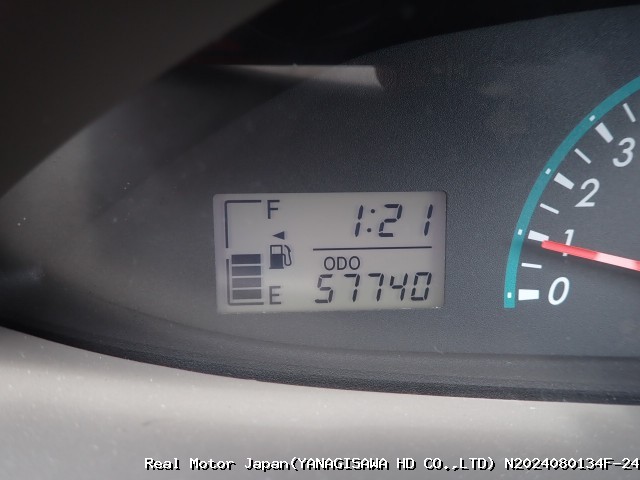 F
1:21
ODO
E
57740
3
2
1
0
Real Motor Japan(YANAGISAWA HD CO.,LTD) N2024080134F-24